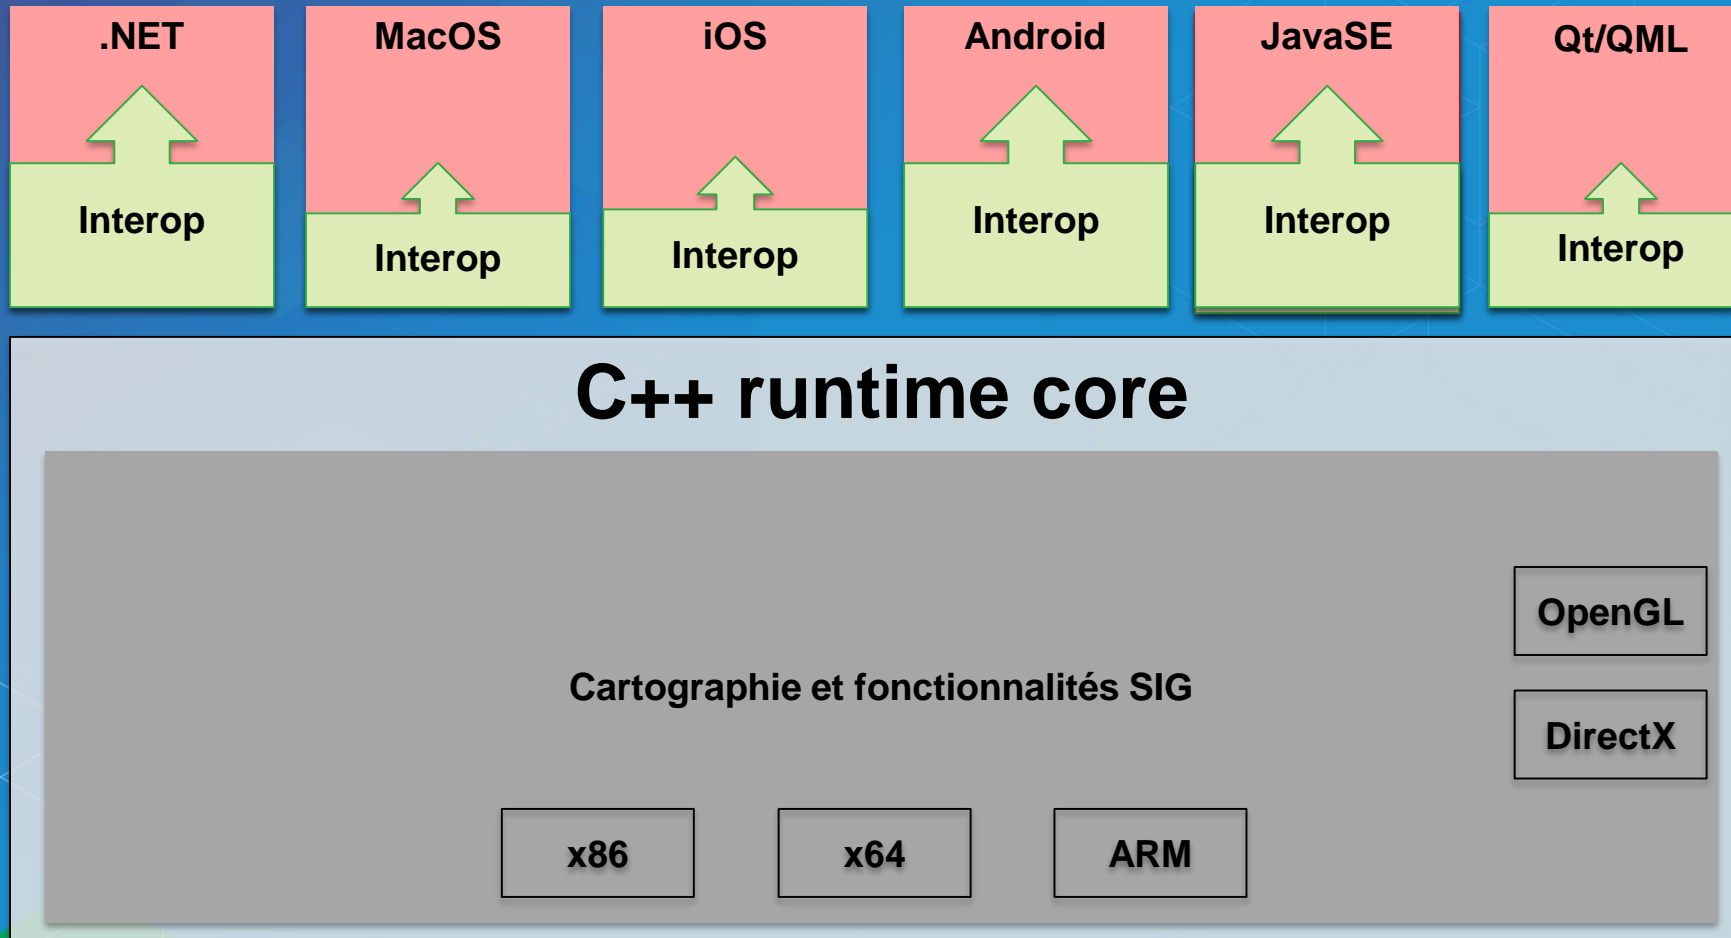 .NET
MacOS
iOS
Android
JavaSE
Qt/QML
Interop
Interop
Interop
Interop
Interop
Interop
C++ runtime core
OpenGL
Cartographie et fonctionnalités SIG
DirectX
x86
x64
ARM